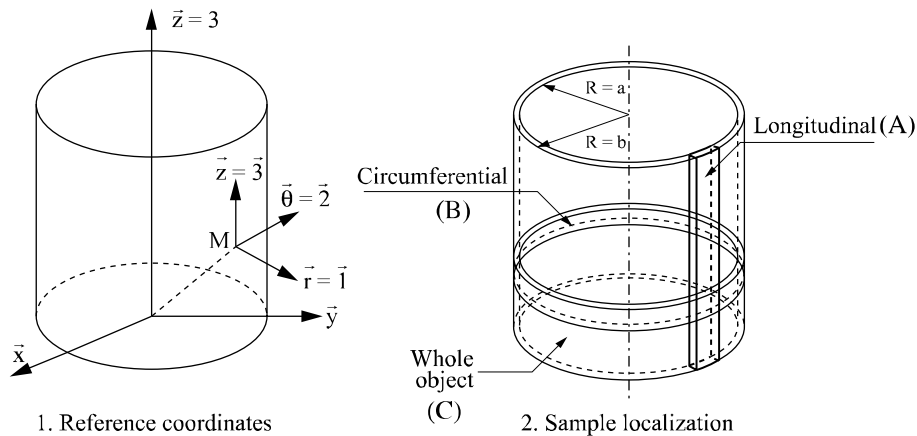 z⃗ = 3
z⃗ = 3⃗
θ⃗ = 2⃗
M
r⃗ = 1⃗
y⃗
x⃗
1. Reference coordinates
R = a
R = b
Longitudinal (A)
Circumferential
(B)
Whole
object
(C)
2. Sample localization